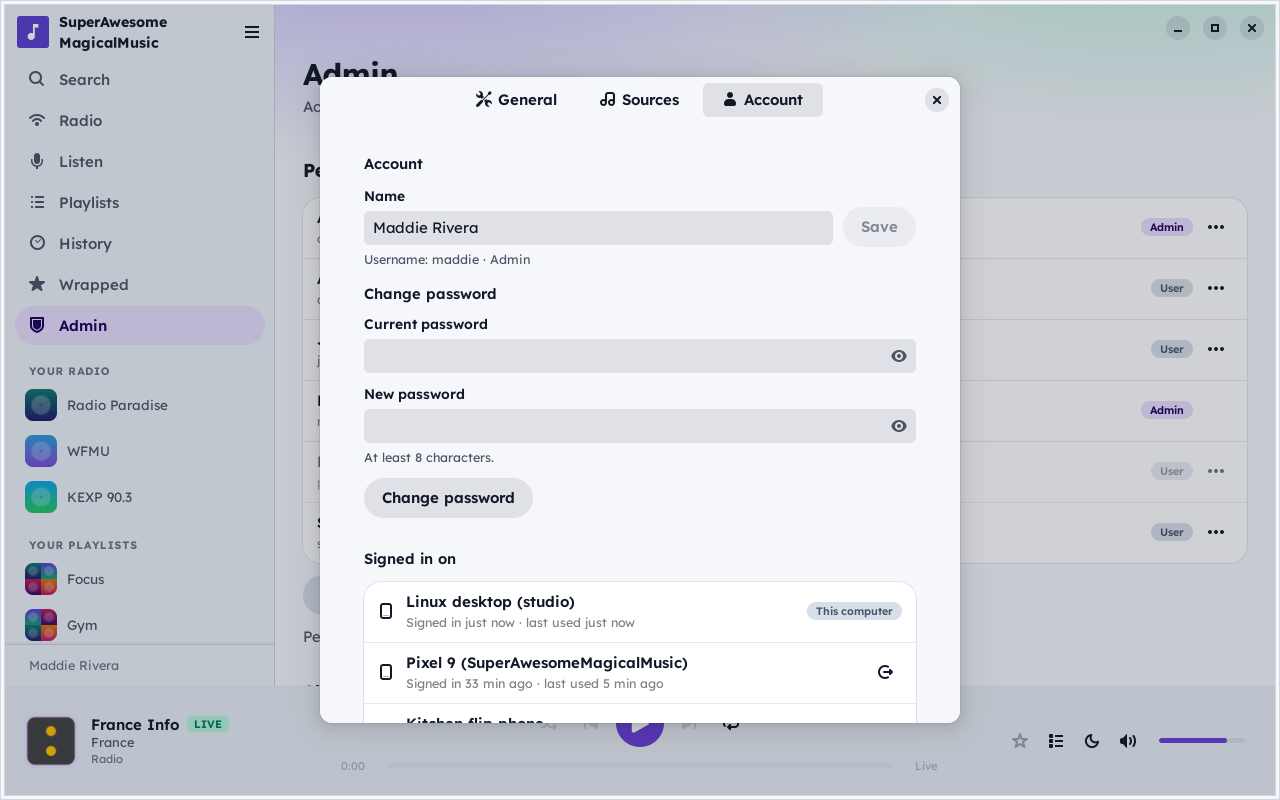 SuperAwesome
MagicalMusic
Search
Radio
Listen
Playlists
History
Wrapped
Admin
YOUR RADIO
Radio Paradise
WFMU
KEXP 90.3
YOUR PLAYLISTS
Focus
Gym
Maddie Rivera
Admin
General
Sources
Account
Account
Name
Maddie Rivera
Save
Username: maddie · Admin
Change password
Current password
New password
At least 8 characters.
Change password
Signed in on
Linux desktop (studio)
Signed in just now · last used just now
This computer
Pixel 9 (SuperAwesomeMagicalMusic)
Signed in 33 min ago · last used 5 min ago
Kitchen flip phone
Admin
User
User
Admin
User
User
France Info LIVE
France
Radio
0:00
Live